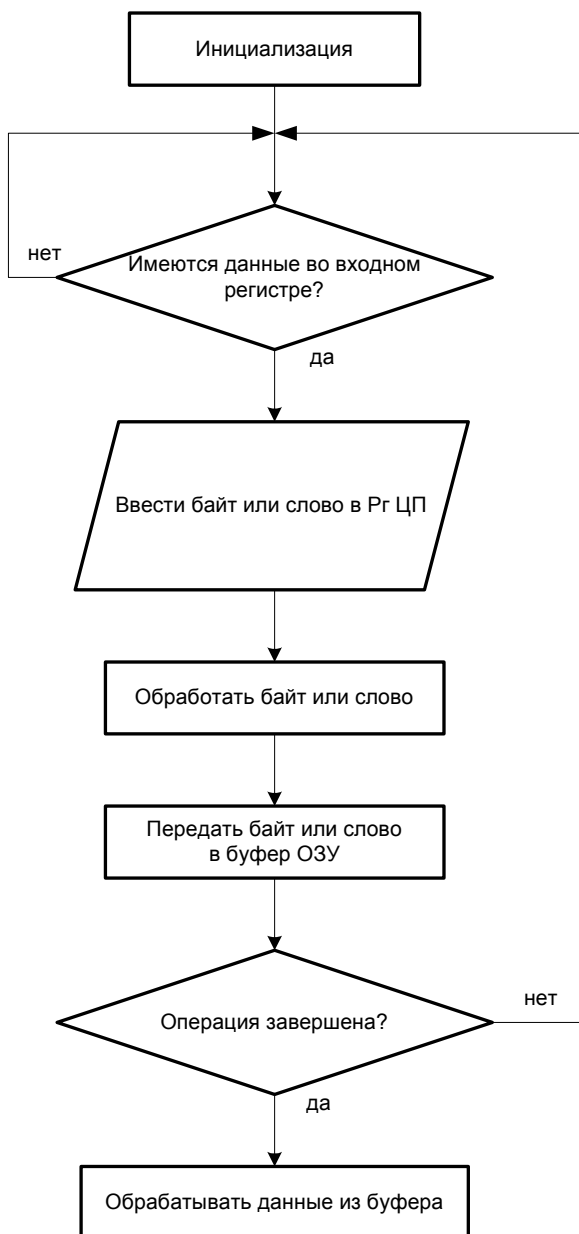 Инициализация
нет
Имеются данные во входном
регистре?
да
Ввести байт или слово в Рг ЦП
Обработать байт или слово
Передать байт или слово
в буфер ОЗУ
нет
Операция завершена?
да
Обрабатывать данные из буфера